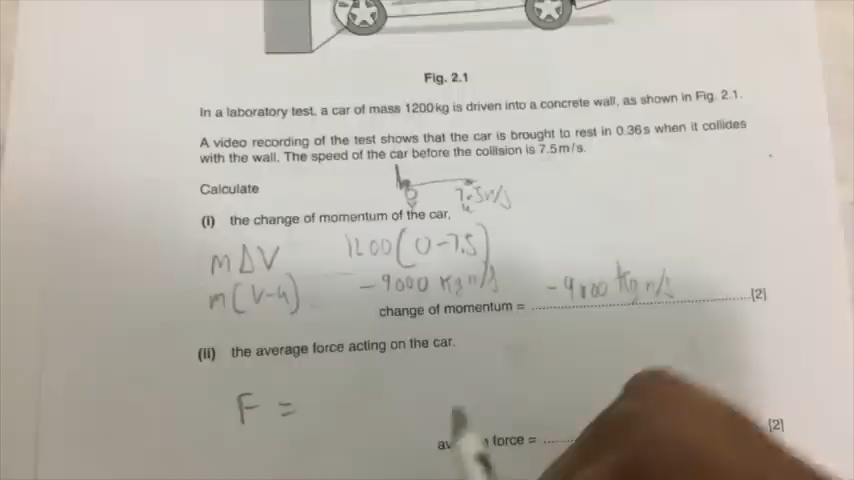 Fig. 2.1
In a laboratory test, a car of mass 1200 kg is driven into a concrete wall, as shown in Fig. 2.1.
A video recording of the test shows that the car is brought to rest in 0.36 s when it collides
with the wall. The speed of the car before the collision is 7.5 m/s.
Calculate
7.5m/s
u
(i) the change of momentum of the car,
mΔV 1200(0-7.5)
m(v-u) -9000 Kg m/s
change of momentum = -9000 Kg m/s [2]
(ii) the average force acting on the car.
F =
force = [2]